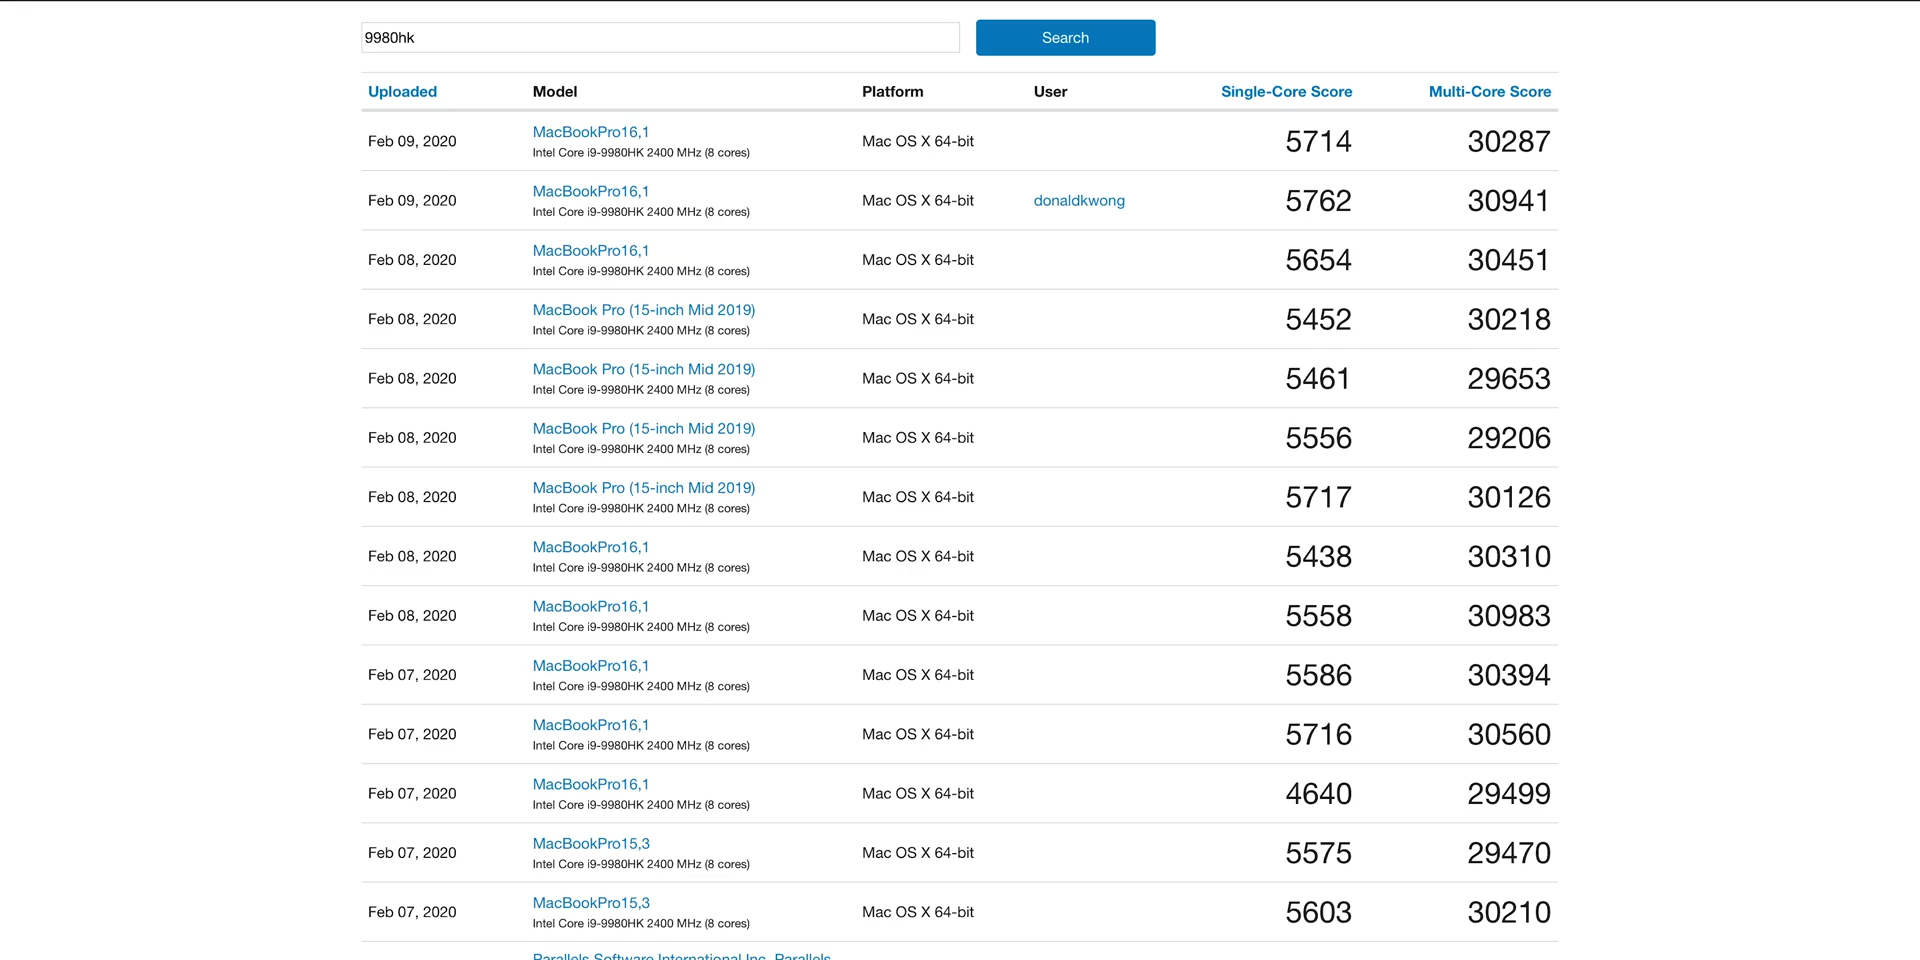 9980hk
Search
Uploaded Model Platform User Single-Core Score Multi-Core Score
Feb 09, 2020 MacBookPro16,1 Mac OS X 64-bit 5714 30287
Intel Core i9-9980HK 2400 MHz (8 cores)
Feb 09, 2020 MacBookPro16,1 Mac OS X 64-bit donaldkwong 5762 30941
Intel Core i9-9980HK 2400 MHz (8 cores)
Feb 08, 2020 MacBookPro16,1 Mac OS X 64-bit 5654 30451
Intel Core i9-9980HK 2400 MHz (8 cores)
Feb 08, 2020 MacBook Pro (15-inch Mid 2019) Mac OS X 64-bit 5452 30218
Intel Core i9-9980HK 2400 MHz (8 cores)
Feb 08, 2020 MacBook Pro (15-inch Mid 2019) Mac OS X 64-bit 5461 29653
Intel Core i9-9980HK 2400 MHz (8 cores)
Feb 08, 2020 MacBook Pro (15-inch Mid 2019) Mac OS X 64-bit 5556 29206
Intel Core i9-9980HK 2400 MHz (8 cores)
Feb 08, 2020 MacBook Pro (15-inch Mid 2019) Mac OS X 64-bit 5717 30126
Intel Core i9-9980HK 2400 MHz (8 cores)
Feb 08, 2020 MacBookPro16,1 Mac OS X 64-bit 5438 30310
Intel Core i9-9980HK 2400 MHz (8 cores)
Feb 08, 2020 MacBookPro16,1 Mac OS X 64-bit 5558 30983
Intel Core i9-9980HK 2400 MHz (8 cores)
Feb 07, 2020 MacBookPro16,1 Mac OS X 64-bit 5586 30394
Intel Core i9-9980HK 2400 MHz (8 cores)
Feb 07, 2020 MacBookPro16,1 Mac OS X 64-bit 5716 30560
Intel Core i9-9980HK 2400 MHz (8 cores)
Feb 07, 2020 MacBookPro16,1 Mac OS X 64-bit 4640 29499
Intel Core i9-9980HK 2400 MHz (8 cores)
Feb 07, 2020 MacBookPro15,3 Mac OS X 64-bit 5575 29470
Intel Core i9-9980HK 2400 MHz (8 cores)
Feb 07, 2020 MacBookPro15,3 Mac OS X 64-bit 5603 30210
Intel Core i9-9980HK 2400 MHz (8 cores)
Parallels Software International Inc. Parallels